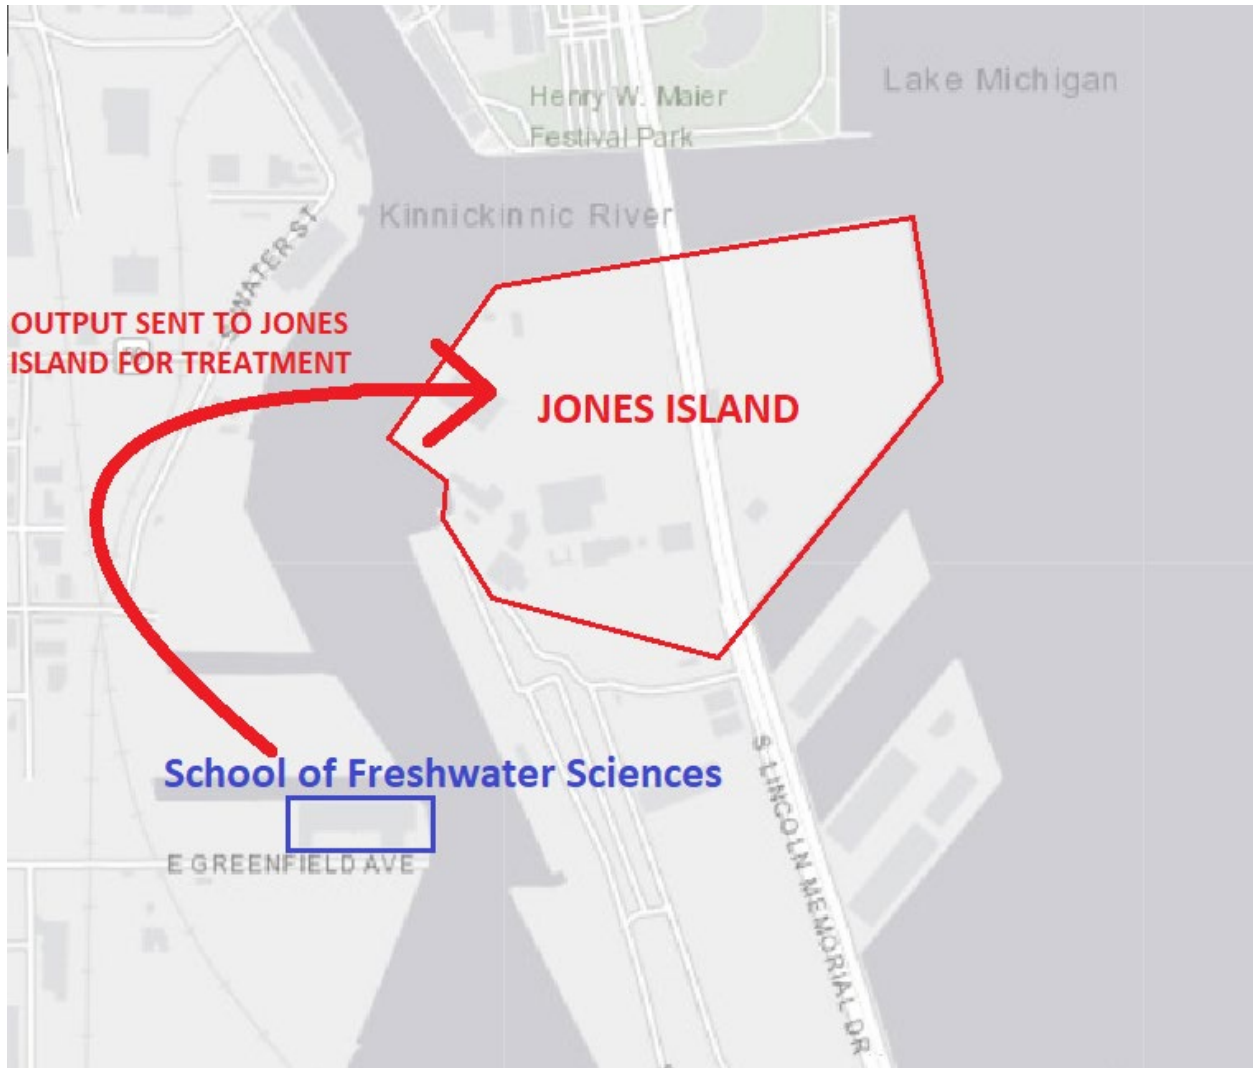 Lake Michigan
Henry W. Maier
Festival Park
Kinnickinnic River
S WATER ST
OUTPUT SENT TO JONES
ISLAND FOR TREATMENT
JONES ISLAND
School of Freshwater Sciences
E GREENFIELD AVE
S LINCOLN MEMORIAL DR